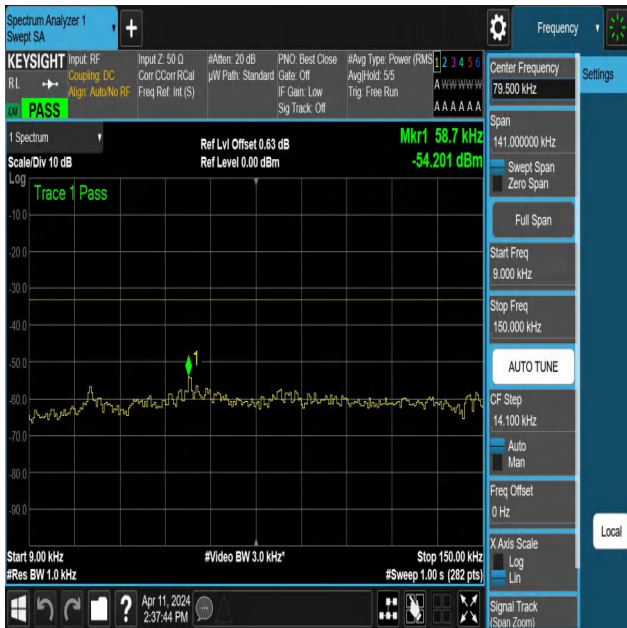 Spectrum Analyzer 1
Swept SA
Frequency
KEYSIGHT
RL
PASS
Input: RF
Coupling: DC
Align: Auto/No RF
Input Z: 50 Ω
Corr CCorr RCal
Freq Ref: Int (S)
#Atten: 20 dB
µW Path: Standard
PNO: Best Close
Gate: Off
IF Gain: Low
Sig Track: Off
#Avg Type: Power (RMS
Avg|Hold: 5/5
Trig: Free Run
1 2 3 4 5 6
A W W W W W
A A A A A A
1 Spectrum
Scale/Div 10 dB
Log
Ref Lvl Offset 0.63 dB
Ref Level 0.00 dBm
Mkr1 58.7 kHz
-54.201 dBm
Trace 1 Pass
1
-10.0
-20.0
-30.0
-40.0
-50.0
-60.0
-70.0
-80.0
-90.0
Start 9.00 kHz
#Res BW 1.0 kHz
#Video BW 3.0 kHz*
Stop 150.00 kHz
#Sweep 1.00 s (282 pts)
Apr 11, 2024
2:37:44 PM
Center Frequency
79.500 kHz
Span
141.000000 kHz
Swept Span
Zero Span
Full Span
Start Freq
9.000 kHz
Stop Freq
150.000 kHz
AUTO TUNE
CF Step
14.100 kHz
Auto
Man
Freq Offset
0 Hz
X Axis Scale
Log
Lin
Signal Track
(Span Zoom)
Settings
Local